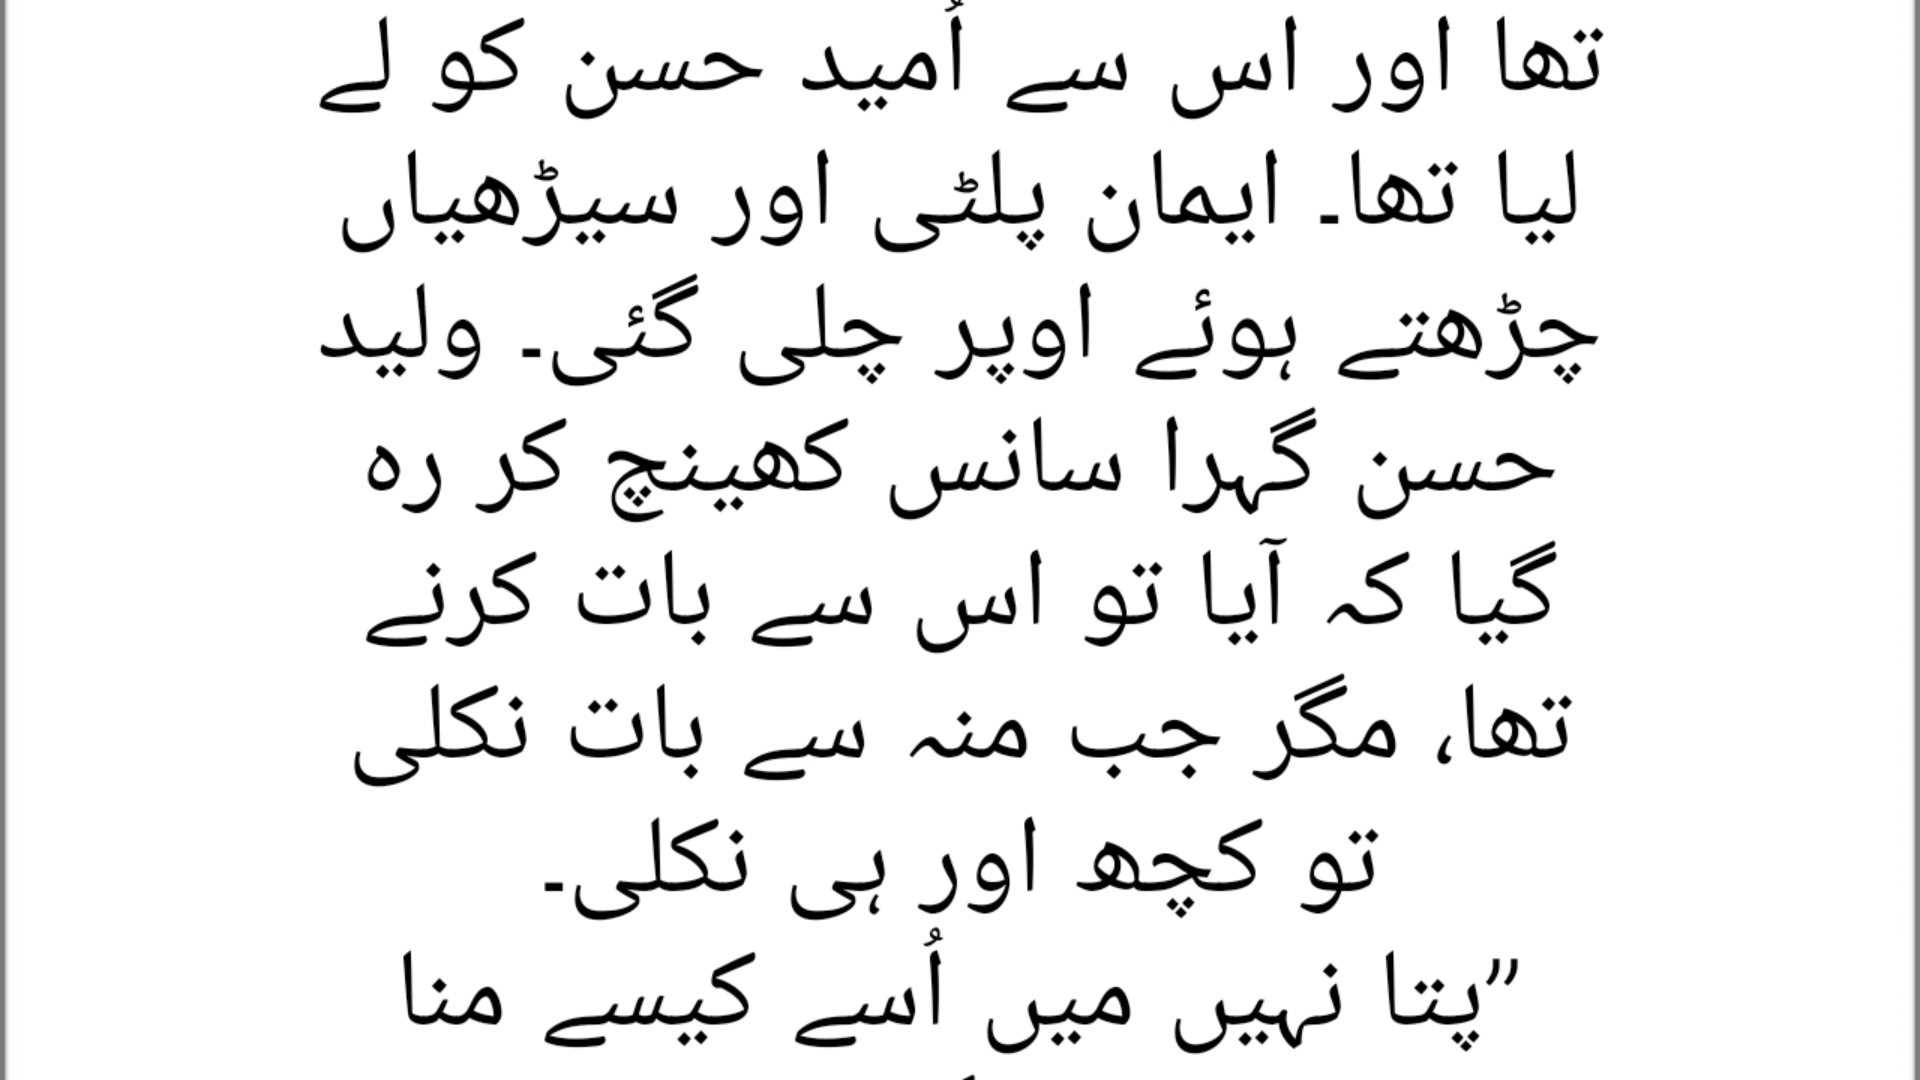 تھا اور اس سے اُمید حسن کو لے
لیا تھا۔ ایمان پلٹی اور سیڑھیاں
چڑھتے ہوئے اوپر چلی گئی۔ ولید
حسن گہرا سانس کھینچ کر رہ
گیا کہ آیا تو اس سے بات کرنے
تھا، مگر جب منہ سے بات نکلی
تو کچھ اور ہی نکلی۔
”پتا نہیں میں اُسے کیسے منا